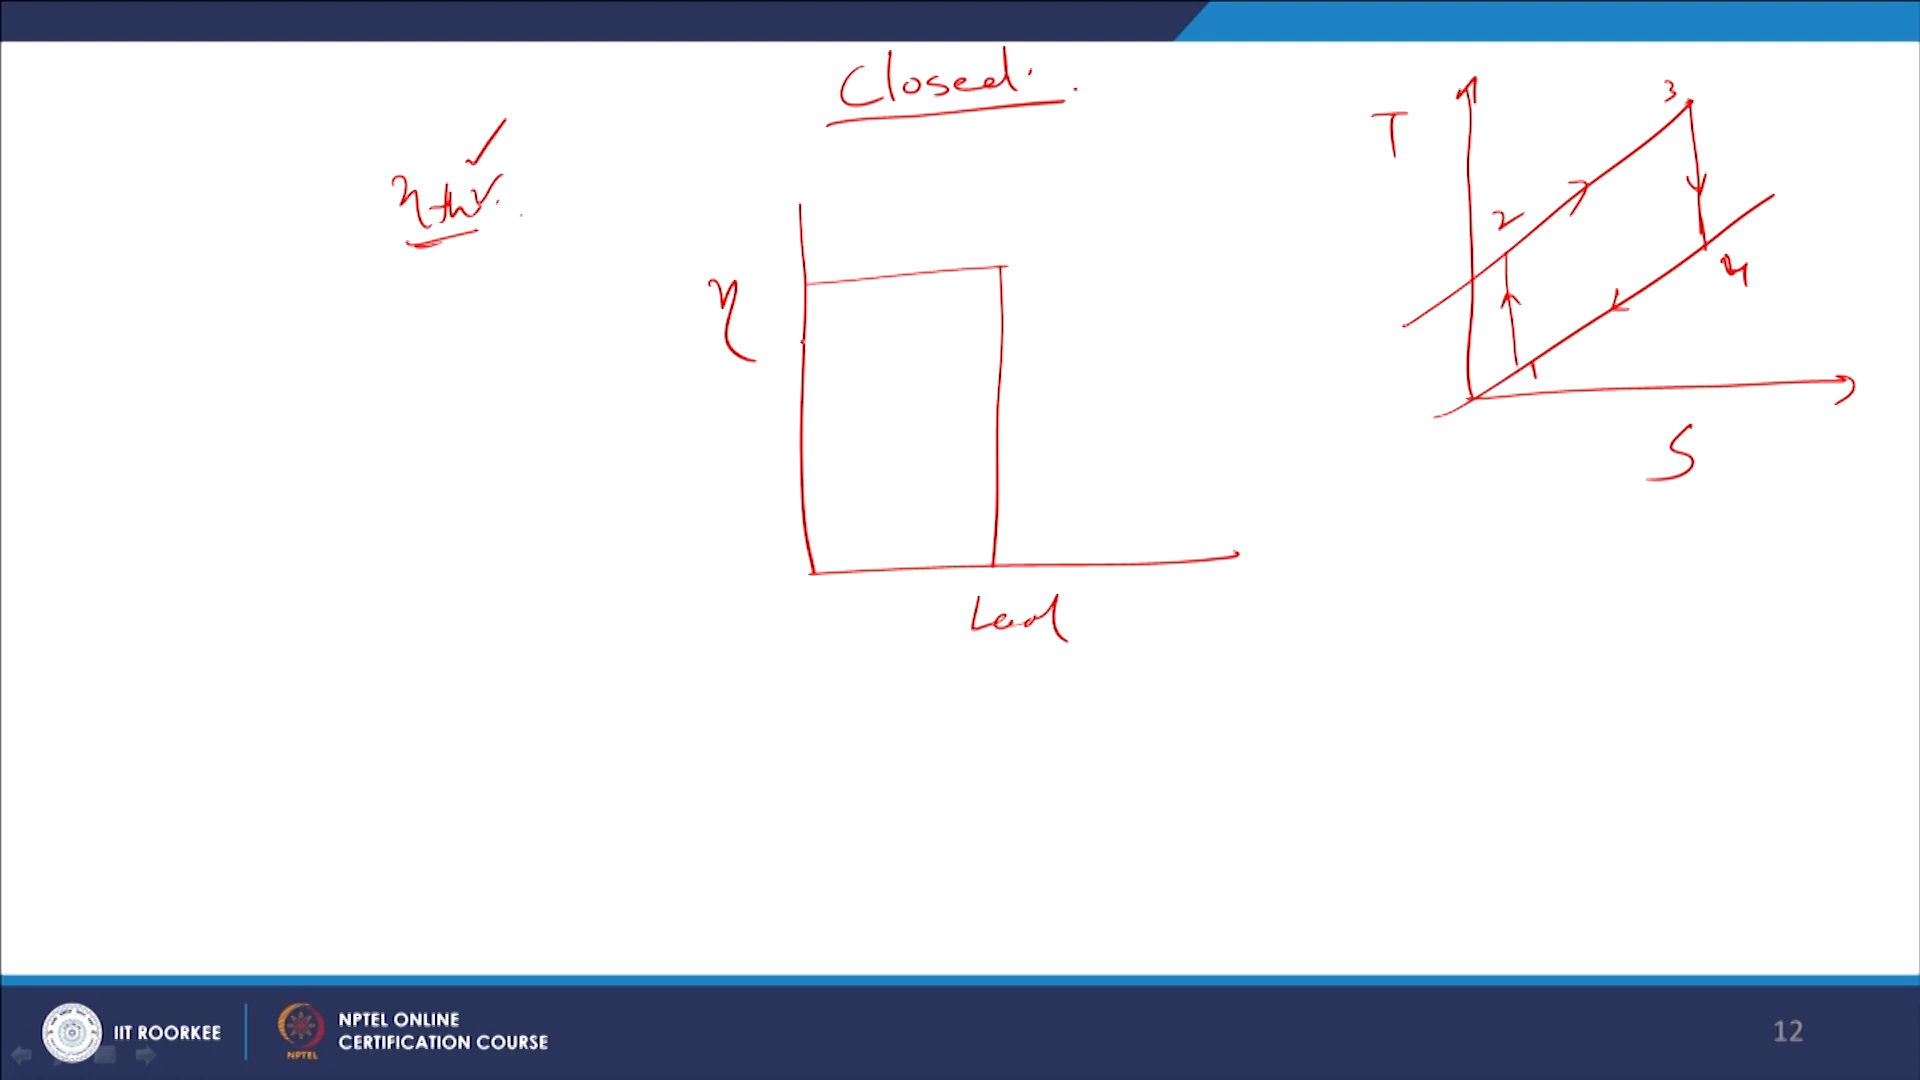 Closed.
ηth
η
Load
T
3
2
4
1
S
IIT ROORKEE
NPTEL
NPTEL ONLINE
CERTIFICATION COURSE
12